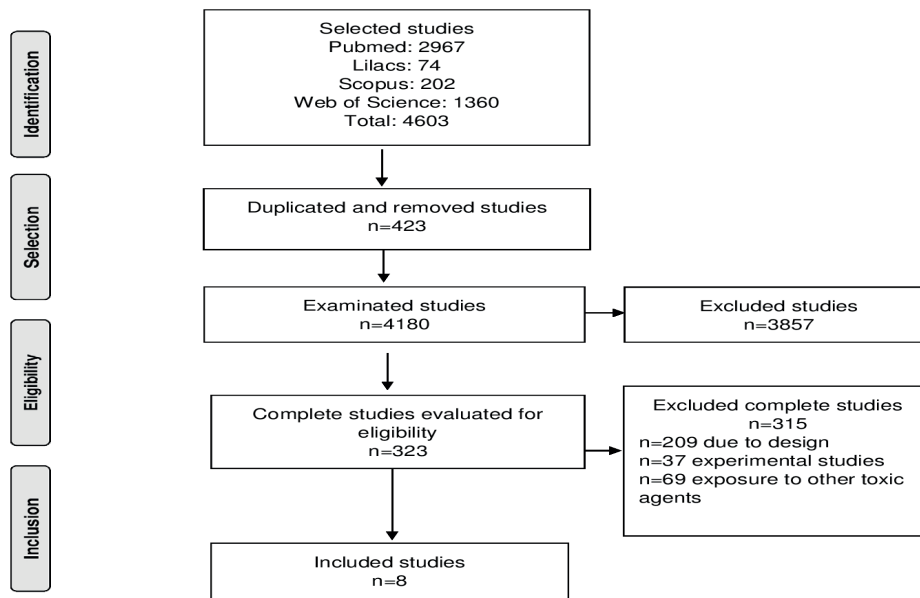 Identification
Selected studies
Pubmed: 2967
Lilacs: 74
Scopus: 202
Web of Science: 1360
Total: 4603
Selection
Duplicated and removed studies
n=423
Examinated studies
n=4180
Excluded studies
n=3857
Eligibility
Complete studies evaluated for
eligibility
n=323
Excluded complete studies
n=315
n=209 due to design
n=37 experimental studies
n=69 exposure to other toxic
agents
Inclusion
Included studies
n=8